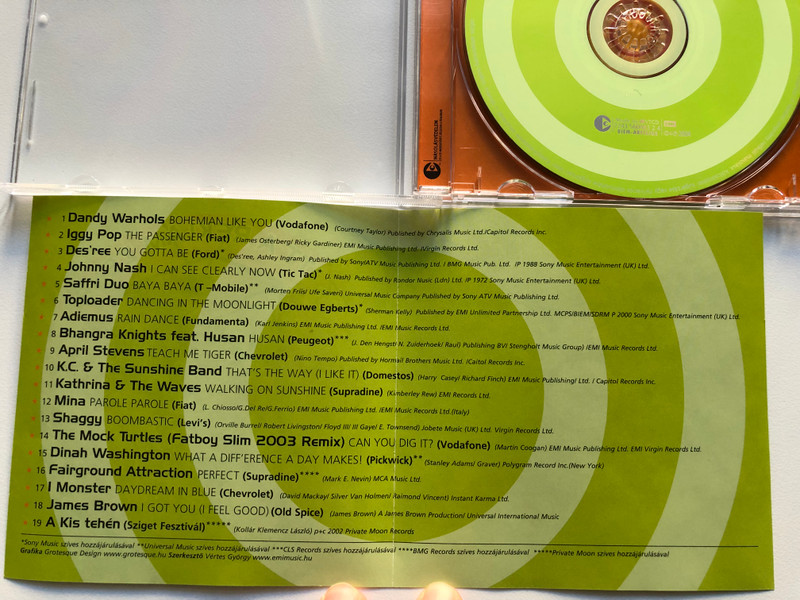 1 Dandy Warhols BOHEMIAN LIKE YOU (Vodafone) (Courtney Taylor) Published by Chrysalis Music Ltd./Capitol Records Inc.
2 Iggy Pop THE PASSENGER (Fiat) (James Osterberg/ Ricky Gardiner) EMI Music Publishing Ltd. /Virgin Records Ltd.
3 Des'ree YOU GOTTA BE (Ford)* (Des'ree, Ashley Ingram) Published by Sony/ATV Music Publishing Ltd. / BMG Music Pub. Ltd. IP 1988 Sony Music Entertainment (UK) Ltd.
4 Johnny Nash I CAN SEE CLEARLY NOW (Tic Tac)* (J. Nash) Published by Rondor Music (Ldn) Ltd. IP 1972 Sony Music Entertainment (UK) Ltd.
5 Saffri Duo BAYA BAYA (T -Mobile)** (Morten Friis/ Ufe Saveri) Universal Music Company Published by Sony ATV Music Publishing Ltd.
6 Toploader DANCING IN THE MOONLIGHT (Douwe Egberts)* (Sherman Kelly) Published by EMI Unlimited Partnership Ltd. MCPS/BIEM/SDRM P 2000 Sony Music Entertainment (UK) Ltd.
7 Adiemus RAIN DANCE (Fundamenta) (Karl Jenkins) EMI Music Publishing Ltd. /EMI Music Records Ltd.
8 Bhangra Knights feat. Husan HUSAN (Peugeot)*** (J. Den Hengst/ N. Zuiderhoek/ Raul) Publishing BVI Stengholt Music Group) /EMI Music Records Ltd.
9 April Stevens TEACH ME TIGER (Chevrolet) (Nino Tempo) Published by Hormsil Brothers Music Ltd. /Caitol Records Inc.
10 K.C. & The Sunshine Band THAT'S THE WAY (I LIKE IT) (Domestos) (Harry Casey/ Richard Finch) EMI Music Publishing/ Ltd. / Capitol Records Inc.
11 Kathrina & The Waves WALKING ON SUNSHINE (Supradine) (Kimberley Rew) EMI Records Ltd.
12 Mina PAROLE PAROLE (Fiat) (L. Chiosso/G.Del Re/G.Ferrio) EMI Music Publishing Ltd. /EMI Music Records Ltd.(Italy)
13 Shaggy BOOMBASTIC (Levi's) (Orville Burrel/ Robert Livingston/ Floyd III/ III Gaye/ E. Townsend) Jobete Music (UK) Ltd. Virgin Records Ltd.
14 The Mock Turtles (Fatboy Slim 2003 Remix) CAN YOU DIG IT? (Vodafone) (Martin Coogan) EMI Music Publishing Ltd. EMI Virgin Records Ltd.
15 Dinah Washington WHAT A DIFF'ERENCE A DAY MAKES! (Pickwick)** (Stanley Adams/ Graver) Polygram Record Inc.(New York)
16 Fairground Attraction PERFECT (Supradine)**** (Mark E. Nevin) MCA Music Ltd.
17 I Monster DAYDREAM IN BLUE (Chevrolet) (David Mackay/ Silver Van Holmen/ Raimond Vincent) Instant Karma Ltd.
18 James Brown I GOT YOU (I FEEL GOOD) (Old Spice) (James Brown) A James Brown Production/ Universal International Music
19 A Kis tehén (Sziget Fesztivál)***** (Kollár Klemencz László) p+c 2002 Private Moon Records
*Sony Music szíves hozzájárulásával **Universal Music szíves hozzájárulásával ***CLS Records szíves hozzájárulásával ****BMG Records szíves hozzájárulásával *****Private Moon szíves hozzájárulásával
Grafika Grotesque Design www.grotesque.hu Szerkesztő Vértes György www.emimusic.hu